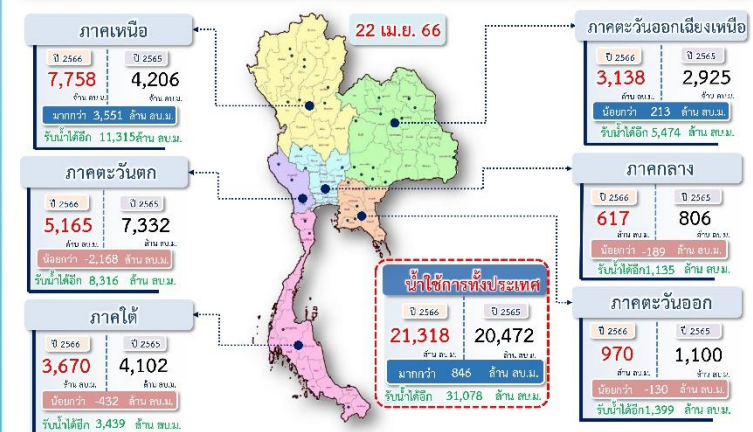 22 เม.ย. 66
ภาคเหนือ
ปี 2566 ปี 2565
7,758 4,206
ล้าน ลบ.ม. ล้าน ลบ.ม.
มากกว่า 3,551 ล้าน ลบ.ม.
รับน้ำได้อีก 11,315 ล้าน ลบ.ม.
ภาคตะวันตก
ปี 2566 ปี 2565
5,165 7,332
ล้าน ลบ.ม. ล้าน ลบ.ม.
น้อยกว่า -2,168 ล้าน ลบ.ม.
รับน้ำได้อีก 8,316 ล้าน ลบ.ม.
ภาคใต้
ปี 2566 ปี 2565
3,670 4,102
ล้าน ลบ.ม. ล้าน ลบ.ม.
น้อยกว่า -432 ล้าน ลบ.ม.
รับน้ำได้อีก 3,439 ล้าน ลบ.ม.
น้ำใช้การทั้งประเทศ
ปี 2566 ปี 2565
21,318 20,472
ล้าน ลบ.ม. ล้าน ลบ.ม.
มากกว่า 846 ล้าน ลบ.ม.
รับน้ำได้อีก 31,078 ล้าน ลบ.ม.
ภาคตะวันออกเฉียงเหนือ
ปี 2566 ปี 2565
3,138 2,925
ล้าน ลบ.ม. ล้าน ลบ.ม.
น้อยกว่า 213 ล้าน ลบ.ม.
รับน้ำได้อีก 5,474 ล้าน ลบ.ม.
ภาคกลาง
ปี 2566 ปี 2565
617 806
ล้าน ลบ.ม. ล้าน ลบ.ม.
น้อยกว่า -189 ล้าน ลบ.ม.
รับน้ำได้อีก1,135 ล้าน ลบ.ม.
ภาคตะวันออก
ปี 2566 ปี 2565
970 1,100
ล้าน ลบ.ม. ล้าน ลบ.ม.
น้อยกว่า -130 ล้าน ลบ.ม.
รับน้ำได้อีก1,399 ล้าน ลบ.ม.